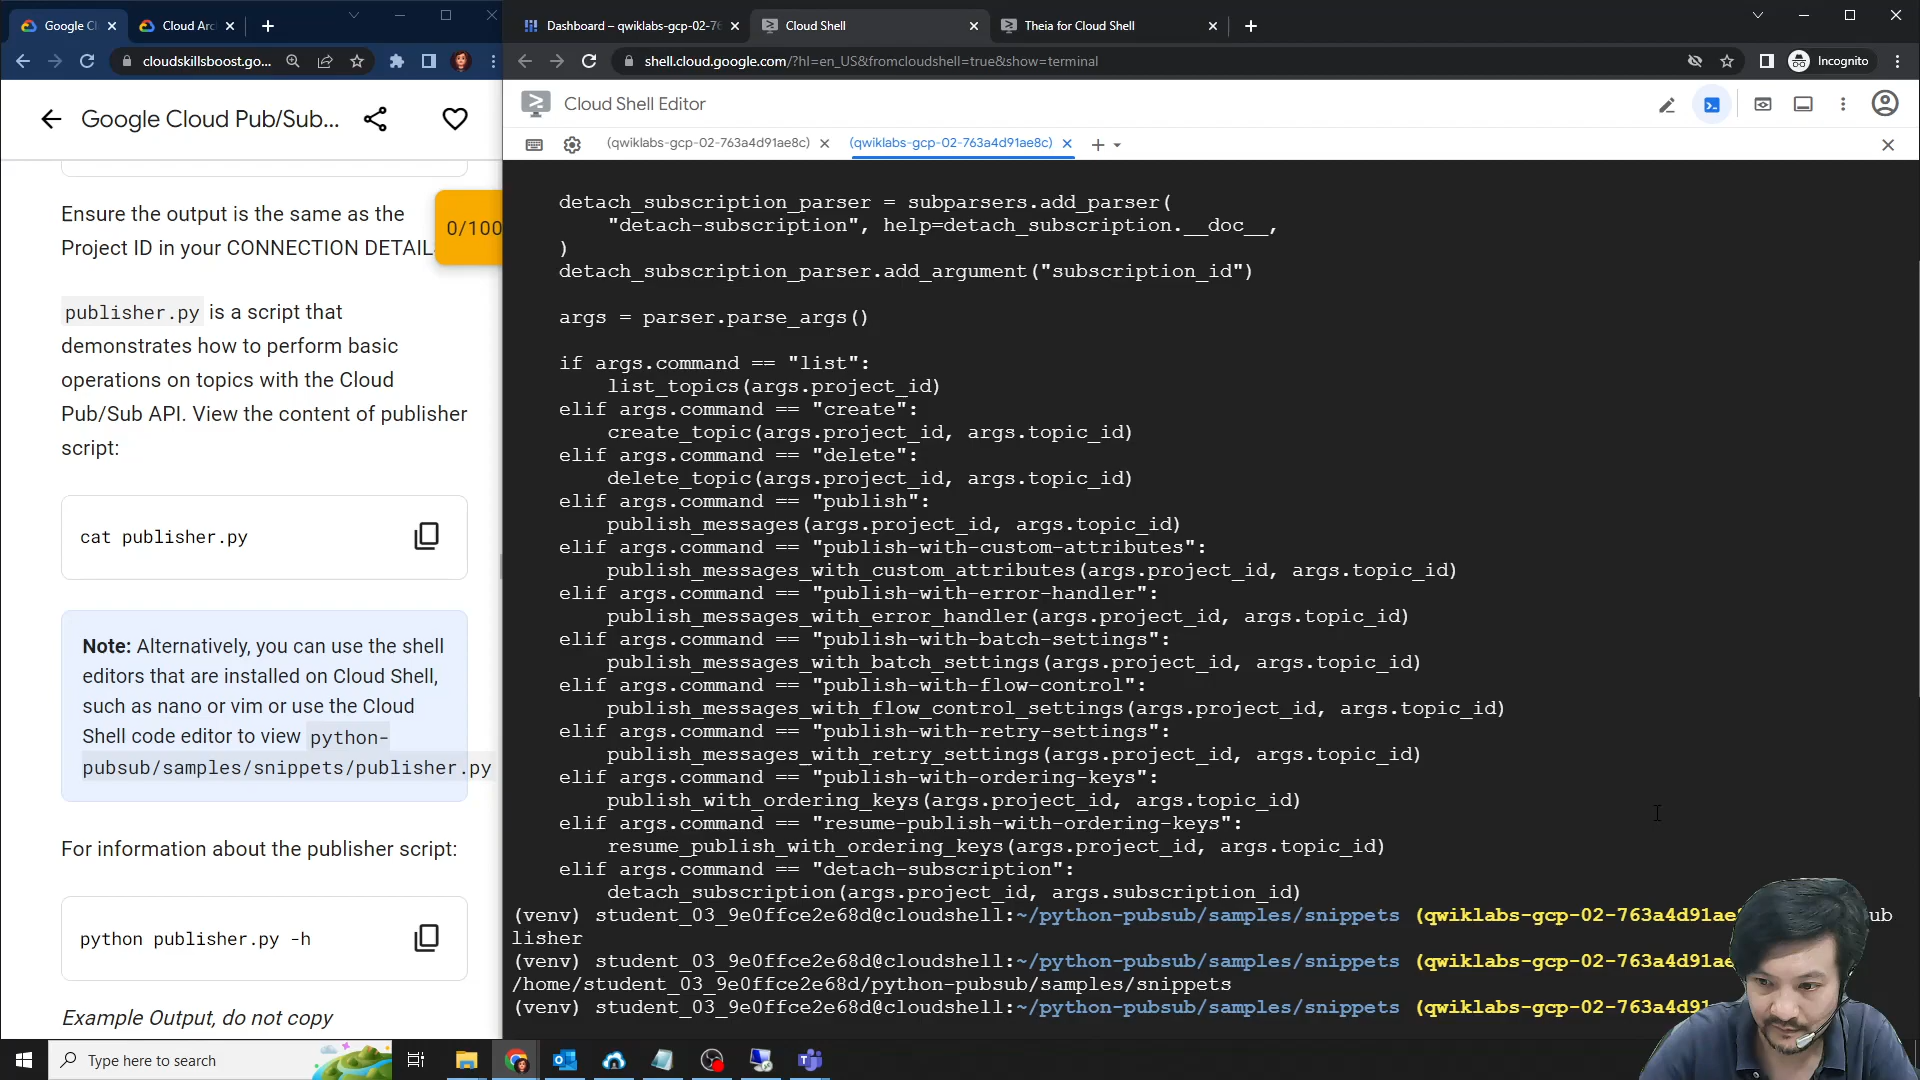 Google Cl
Cloud Arc
cloudskillsboost.go...
Google Cloud Pub/Sub...
Ensure the output is the same as the
Project ID in your CONNECTION DETAIL
0/100
publisher.py is a script that
demonstrates how to perform basic
operations on topics with the Cloud
Pub/Sub API. View the content of publisher
script:
cat publisher.py
Note: Alternatively, you can use the shell
editors that are installed on Cloud Shell,
such as nano or vim or use the Cloud
Shell code editor to view python-
pubsub/samples/snippets/publisher.py
For information about the publisher script:
python publisher.py -h
Example Output, do not copy
Dashboard – qwiklabs-gcp-02-76
Cloud Shell
Theia for Cloud Shell
shell.cloud.google.com/?hl=en_US&fromcloudshell=true&show=terminal
Incognito
Cloud Shell Editor
(qwiklabs-gcp-02-763a4d91ae8c)
(qwiklabs-gcp-02-763a4d91ae8c)
detach_subscription_parser = subparsers.add_parser(
"detach-subscription", help=detach_subscription.__doc__,
)
detach_subscription_parser.add_argument("subscription_id")
args = parser.parse_args()
if args.command == "list":
list_topics(args.project_id)
elif args.command == "create":
create_topic(args.project_id, args.topic_id)
elif args.command == "delete":
delete_topic(args.project_id, args.topic_id)
elif args.command == "publish":
publish_messages(args.project_id, args.topic_id)
elif args.command == "publish-with-custom-attributes":
publish_messages_with_custom_attributes(args.project_id, args.topic_id)
elif args.command == "publish-with-error-handler":
publish_messages_with_error_handler(args.project_id, args.topic_id)
elif args.command == "publish-with-batch-settings":
publish_messages_with_batch_settings(args.project_id, args.topic_id)
elif args.command == "publish-with-flow-control":
publish_messages_with_flow_control_settings(args.project_id, args.topic_id)
elif args.command == "publish-with-retry-settings":
publish_messages_with_retry_settings(args.project_id, args.topic_id)
elif args.command == "publish-with-ordering-keys":
publish_with_ordering_keys(args.project_id, args.topic_id)
elif args.command == "resume-publish-with-ordering-keys":
resume_publish_with_ordering_keys(args.project_id, args.topic_id)
elif args.command == "detach-subscription":
detach_subscription(args.project_id, args.subscription_id)
(venv) student_03_9e0ffce2e68d@cloudshell:~/python-pubsub/samples/snippets (qwiklabs-gcp-02-763a4d91ae ub
lisher
(venv) student_03_9e0ffce2e68d@cloudshell:~/python-pubsub/samples/snippets (qwiklabs-gcp-02-763a4d91ae
/home/student_03_9e0ffce2e68d/python-pubsub/samples/snippets
(venv) student_03_9e0ffce2e68d@cloudshell:~/python-pubsub/samples/snippets (qwiklabs-gcp-02-763a4d91
Type here to search